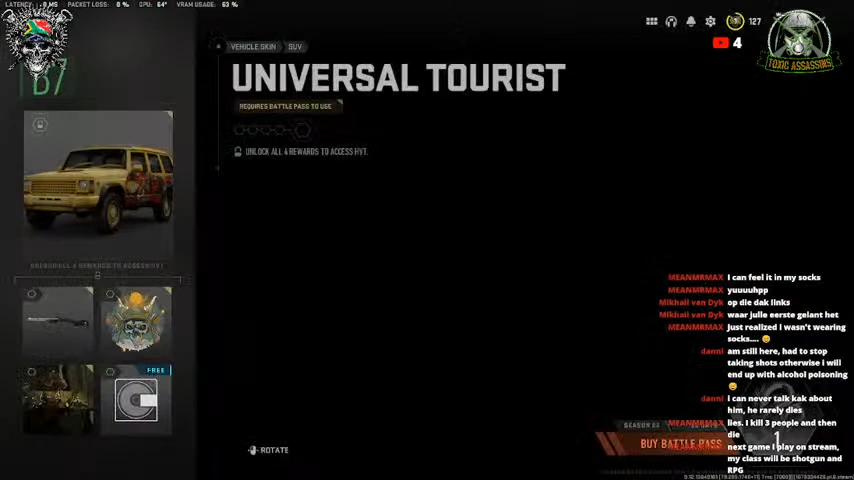 PACKET LOSS: 0 % GPU: 64° VRAM USAGE: 63 %
127
4
TOXIC ASSASSINS
VEHICLE SKIN SUV
B7
UNIVERSAL TOURIST
REQUIRES BATTLE PASS TO USE
UNLOCK ALL 4 REWARDS TO ACCESS HVT.
FREE
MEANMRMAX I can feel it in my socks
MEANMRMAX yuuuuhpp
Mikhail van Dyk op die dak links
Mikhail van Dyk waar julle eerste gelant het
MEANMRMAX Just realized i wasn't wearing
socks....
danni am still here, had to stop
taking shots otherwise i will
end up with alcohol poisoning
danni i can never talk kak about
him, he rarely dies
MEANMRMAX lies. I kill 3 people and then
die
MEANMRMAX next game I play on stream,
my class will be shotgun and
RPG
BUY BATTLE PASS
1
ROTATE